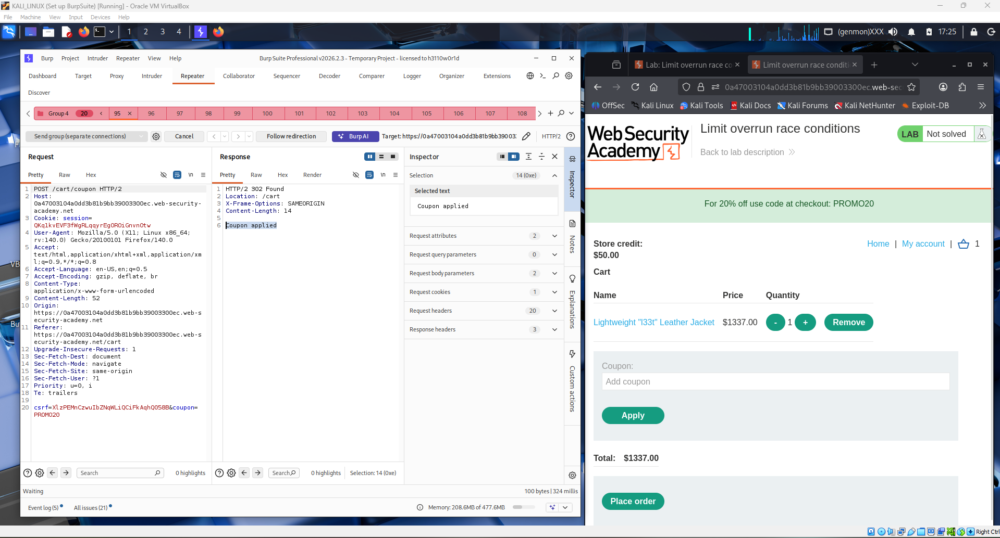 KALI_LINUX (Set up BurpSuite) [Running] - Oracle VM VirtualBox
File Machine View Input Devices Help
1 2 3 4
(genmon)XXX 17:25
Burp Project Intruder Repeater View Help
Burp Suite Professional v2026.2.3 - Temporary Project - licensed to h3110w0r1d
Dashboard Target Proxy Intruder Repeater Collaborator Sequencer Decoder Comparer Logger Organizer Extensions
Discover
Group 4 20 95 96 97 98 99 100 101 102 103 104 105 106 107 108
Send group (separate connections) Cancel Follow redirection Burp AI Target: https://0a47003104a0dd3b81b9bb39003: HTTP/2
Request
Pretty Raw Hex \n
1 POST /cart/coupon HTTP/2
2 Host:
0a47003104a0dd3b81b9bb39003300ec.web-security-
academy.net
3 Cookie: session=
QKq1kvEVF3fWgRLqqyrEgOROiGnvnOtw
4 User-Agent: Mozilla/5.0 (X11; Linux x86_64;
rv:140.0) Gecko/20100101 Firefox/140.0
5 Accept:
text/html,application/xhtml+xml,application/xm
l;q=0.9,*/*;q=0.8
6 Accept-Language: en-US,en;q=0.5
7 Accept-Encoding: gzip, deflate, br
8 Content-Type:
application/x-www-form-urlencoded
9 Content-Length: 52
10 Origin:
https://0a47003104a0dd3b81b9bb39003300ec.web-s
ecurity-academy.net
11 Referer:
https://0a47003104a0dd3b81b9bb39003300ec.web-s
ecurity-academy.net/cart
12 Upgrade-Insecure-Requests: 1
13 Sec-Fetch-Dest: document
14 Sec-Fetch-Mode: navigate
15 Sec-Fetch-Site: same-origin
16 Sec-Fetch-User: ?1
17 Priority: u=0, i
18 Te: trailers
19
20 csrf=XlzPEMnCzwuIbZNqWLiQCiFkAqhQ058B&coupon=
PROMO20
Search 0 highlights
Response
Pretty Raw Hex Render \n
1 HTTP/2 302 Found
2 Location: /cart
3 X-Frame-Options: SAMEORIGIN
4 Content-Length: 14
5
6 Coupon applied
Search 0 highlights Selection: 14 (0xe)
Inspector
Selection 14 (0xe)
Selected text
Coupon applied
Request attributes 2
Request query parameters 0
Request body parameters 2
Request cookies 1
Request headers 20
Response headers 3
Inspector
Notes
Explanations
Custom actions
Waiting
100 bytes | 324 millis
Event log (5) All issues (21)
Memory: 208.6MB of 477.6MB
Lab: Limit overrun race co
Limit overrun race conditi
0a47003104a0dd3b81b9bb39003300ec.web-sec
OffSec Kali Linux Kali Tools Kali Docs Kali Forums Kali NetHunter Exploit-DB
Web Security
Academy
Limit overrun race conditions
Back to lab description
LAB Not solved
For 20% off use code at checkout: PROMO20
Store credit:
$50.00
Home | My account | 1
Cart
Name Price Quantity
Lightweight "l33t" Leather Jacket $1337.00 - 1 + Remove
Coupon:
Add coupon
Apply
Total: $1337.00
Place order
Right Ctrl